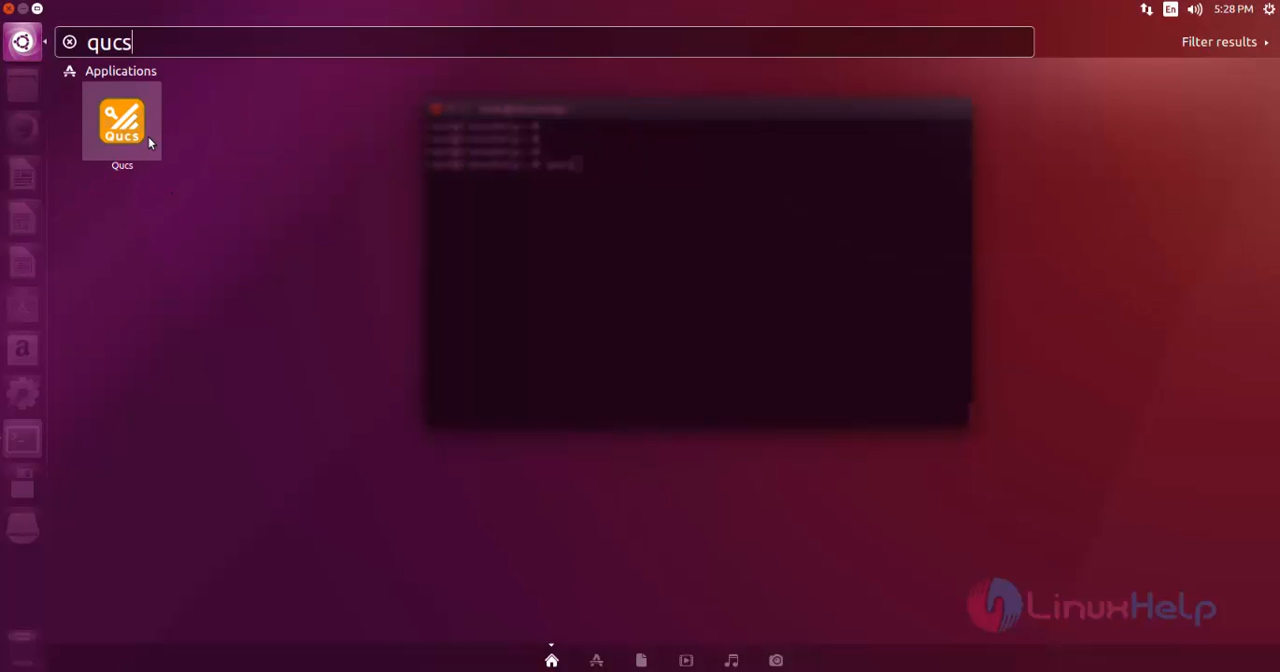 En
5:28 PM
qucs
Filter results
Applications
Qucs
Qucs
a
LinuxHelp